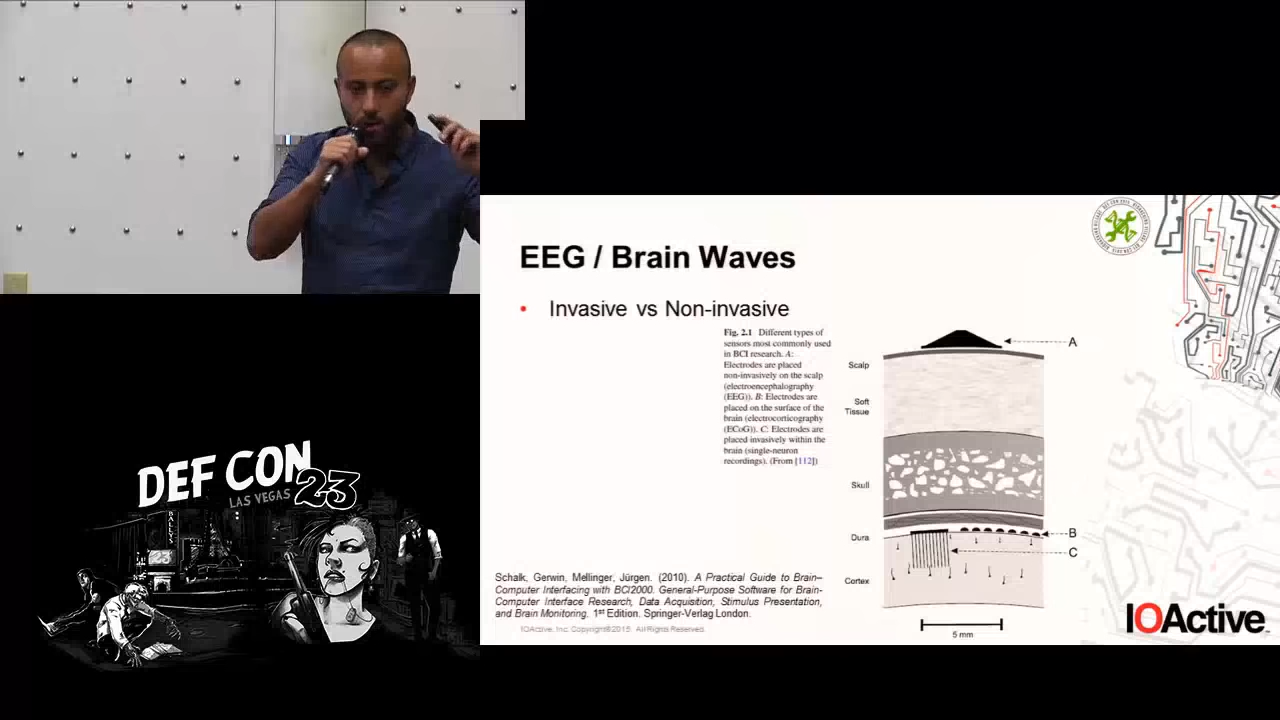 DEF CON
23
LAS VEGAS
BALLY'S
EEG / Brain Waves
• Invasive vs Non-invasive
Fig. 2.1 Different types of
sensors most commonly used
in BCI research. A:
Electrodes are placed
non-invasively on the scalp
(electroencephalography
(EEG)). B: Electrodes are
placed on the surface of the
brain (electrocorticography
(ECoG)). C: Electrodes are
placed invasively within the
brain (single-neuron
recordings). (From [112])
A
Scalp
Soft
Tissue
Skull
Dura
B
C
Cortex
5 mm
Schalk, Gerwin, Mellinger, Jürgen. (2010). A Practical Guide to Brain–
Computer Interfacing with BCI2000. General-Purpose Software for Brain-
Computer Interface Research, Data Acquisition, Stimulus Presentation,
and Brain Monitoring. 1st Edition. Springer-Verlag London.
IOActive, Inc. Copyright©2015. All Rights Reserved.
IOActive